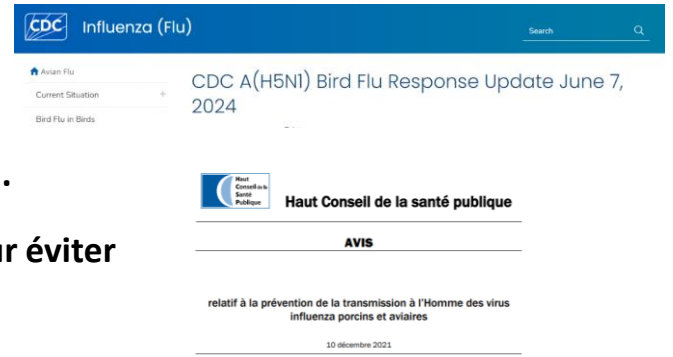 CDC
Influenza (Flu)
Search
Avian Flu
Current Situation +
Bird Flu in Birds
CDC A(H5N1) Bird Flu Response Update June 7,
2024
.
r éviter
Haut
Conseil de la
Santé
Publique
Haut Conseil de la santé publique
AVIS
relatif à la prévention de la transmission à l'Homme des virus
influenza porcins et aviaires
10 décembre 2021